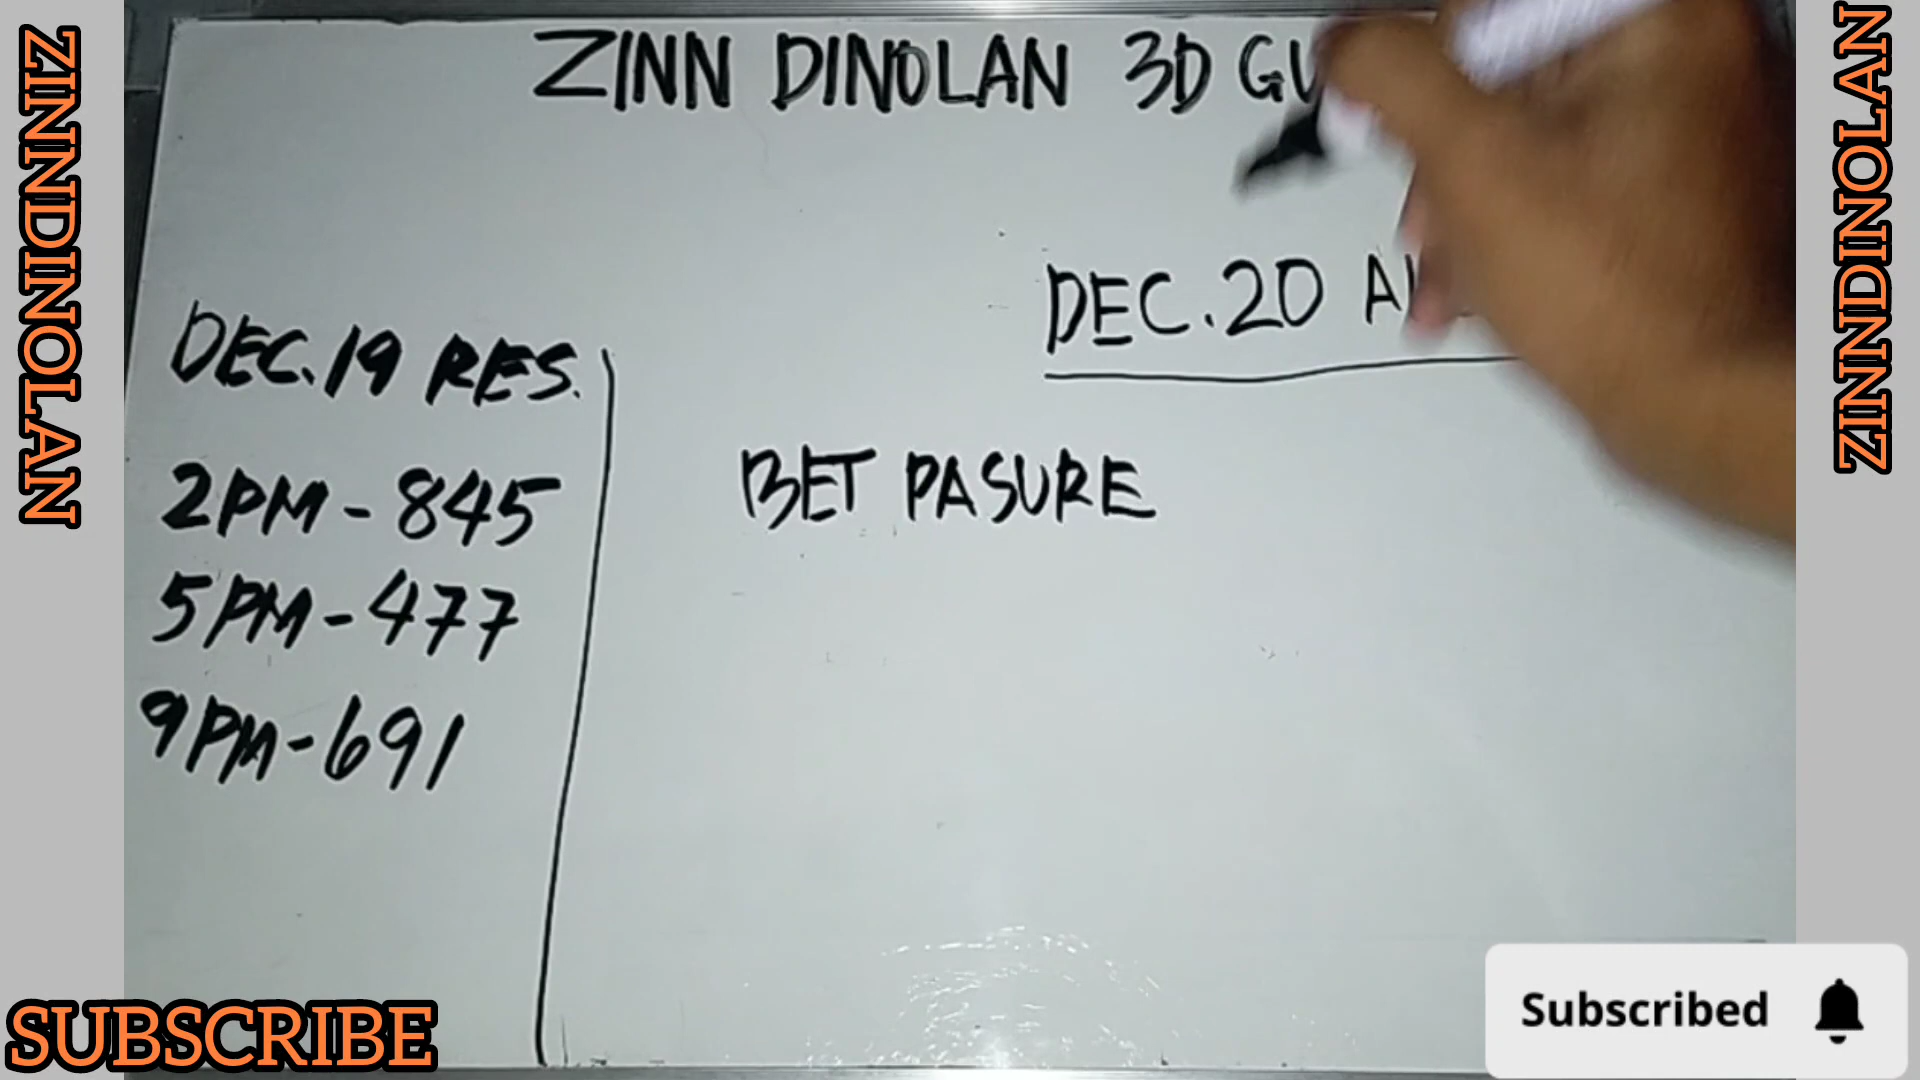 ZINN DINOLAN 3D GU
DEC.20 A
DEC.19 RES.
2PM-845
5PM-477
9PM-691
BET PASURE
ZINNDINOLAN
ZINNDINOLAN
SUBSCRIBE
Subscribed